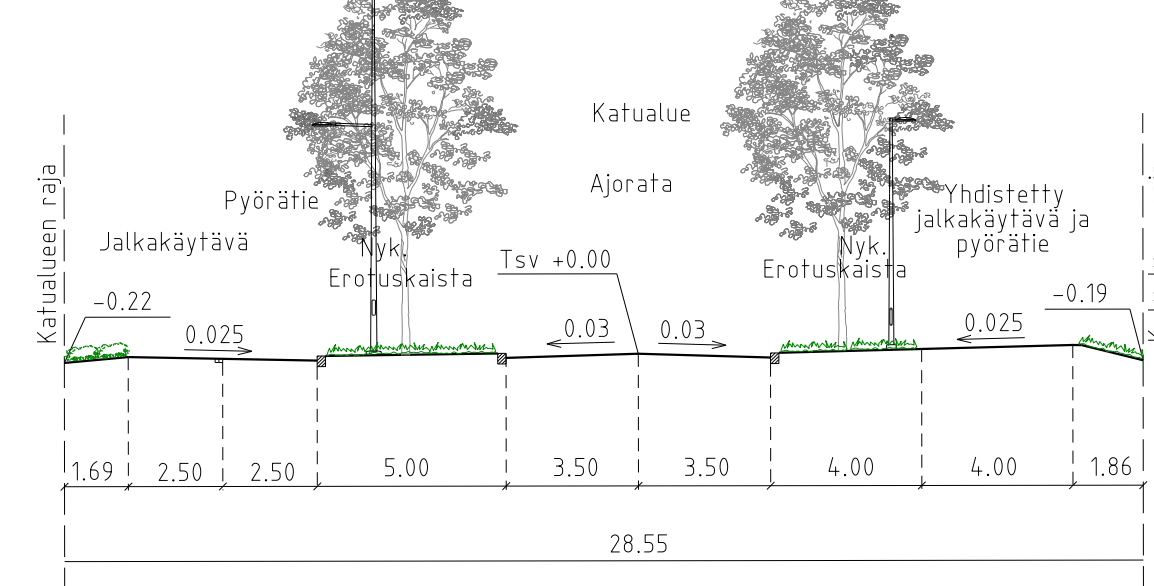 Katualue
Ajorata
Katualueen raja
Pyörätie
Jalkakäytävä
Nyk.
Erotuskaista
Tsv +0.00
Nyk.
Erotuskaista
Yhdistetty
jalkakäytävä ja
pyörätie
-0.22
-0.19
0.025
0.03
0.03
0.025
1.69
2.50
2.50
5.00
3.50
3.50
4.00
4.00
1.86
28.55